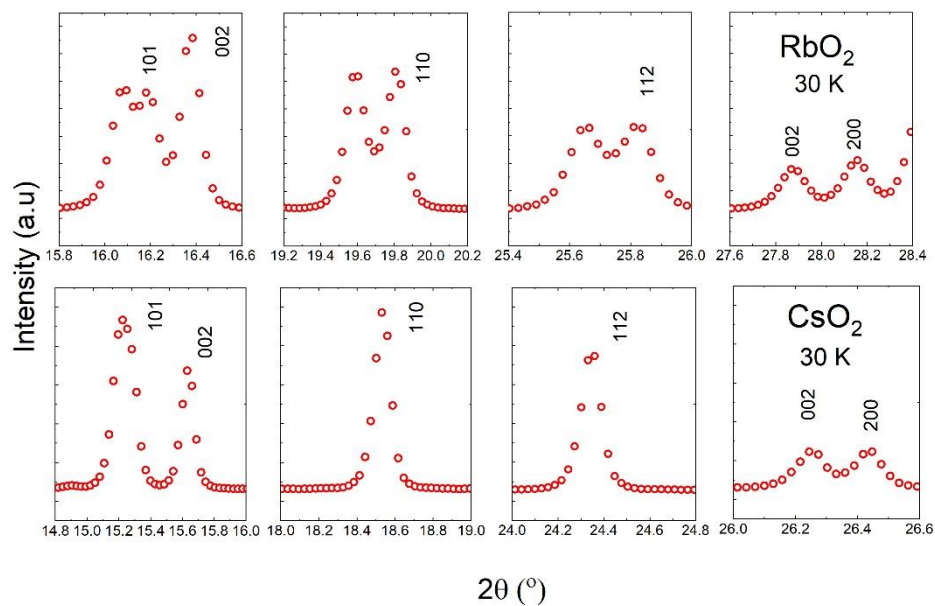 101
002
110
112
RbO₂
30 K
002
200
15.8 16.0 16.2 16.4 16.6
19.2 19.4 19.6 19.8 20.0 20.2
25.4 25.6 25.8 26.0
27.6 27.8 28.0 28.2 28.4
Intensity (a.u)
101
002
110
112
CsO₂
30 K
002
200
14.8 15.0 15.2 15.4 15.6 15.8 16.0
18.0 18.2 18.4 18.6 18.8 19.0
24.0 24.2 24.4 24.6 24.8
26.0 26.2 26.4 26.6
2θ (º)